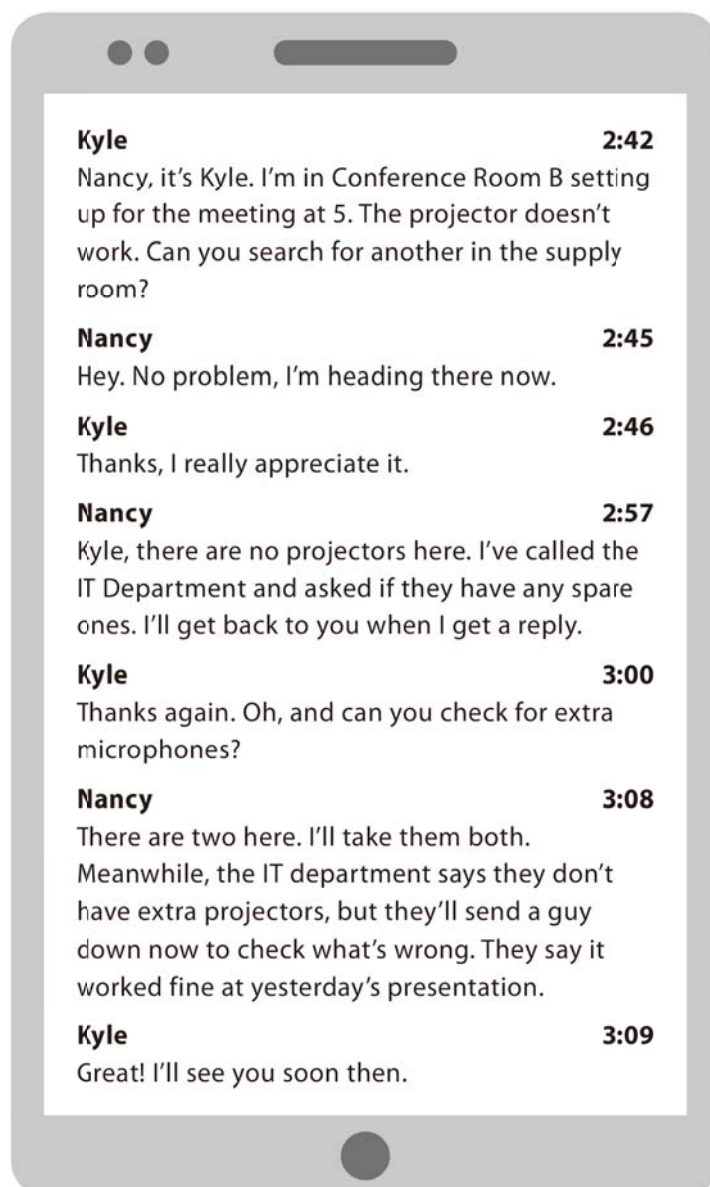 Kyle 2:42
Nancy, it's Kyle. I'm in Conference Room B setting
up for the meeting at 5. The projector doesn't
work. Can you search for another in the supply
room?
Nancy 2:45
Hey. No problem, I'm heading there now.
Kyle 2:46
Thanks, I really appreciate it.
Nancy 2:57
Kyle, there are no projectors here. I've called the
IT Department and asked if they have any spare
ones. I'll get back to you when I get a reply.
Kyle 3:00
Thanks again. Oh, and can you check for extra
microphones?
Nancy 3:08
There are two here. I'll take them both.
Meanwhile, the IT department says they don't
have extra projectors, but they'll send a guy
down now to check what's wrong. They say it
worked fine at yesterday's presentation.
Kyle 3:09
Great! I'll see you soon then.